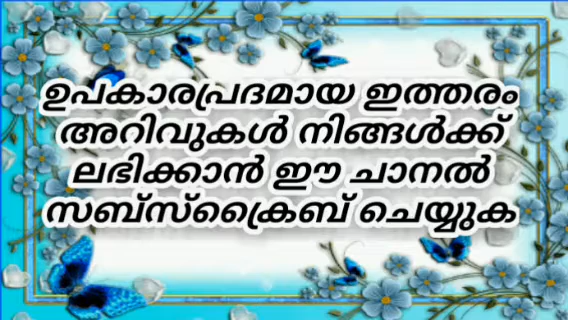 ഉപകാരപ്രദമായ ഇത്തരം
അറിവുകൾ നിങ്ങൾക്ക്
ലഭിക്കാൻ ഈ ചാനൽ
സബ്സ്ക്രൈബ് ചെയ്യുക